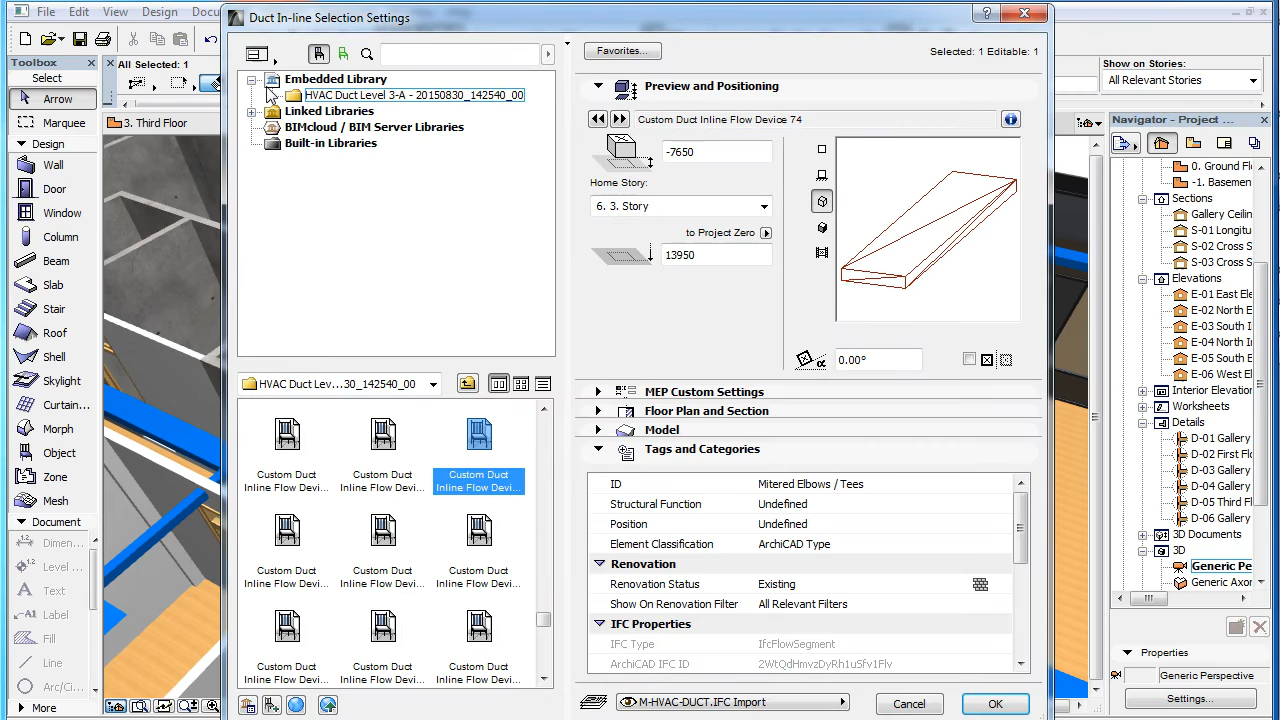 File Edit View Design Docu
Duct In-line Selection Settings
?
Toolbox
Select
Arrow
Marquee
Design
Wall
Door
Window
Column
Beam
Slab
Stair
Roof
Shell
Skylight
Curtain...
Morph
Object
Zone
Mesh
Document
Dimen...
Level ...
Text
Label
Fill
Line
Arc/Ci...
More
All Selected: 1
3. Third Floor
Embedded Library
HVAC Duct Level 3-A - 20150830_142540_00
Linked Libraries
BIMcloud / BIM Server Libraries
Built-in Libraries
HVAC Duct Lev...30_142540_00
Custom Duct Inline Flow Devi...
Custom Duct Inline Flow Devi...
Custom Duct Inline Flow Devi...
Custom Duct Inline Flow Devi...
Custom Duct Inline Flow Devi...
Custom Duct Inline Flow Devi...
Custom Duct
Custom Duct
Custom Duct
Favorites...
Selected: 1 Editable: 1
Preview and Positioning
Custom Duct Inline Flow Device 74
-7650
Home Story:
6. 3. Story
to Project Zero
13950
α
0.00°
MEP Custom Settings
Floor Plan and Section
Model
Tags and Categories
ID Mitered Elbows / Tees
Structural Function Undefined
Position Undefined
Element Classification ArchiCAD Type
Renovation
Renovation Status Existing
Show On Renovation Filter All Relevant Filters
IFC Properties
IFC Type IfcFlowSegment
ArchiCAD IFC ID 2WtQdHmvzDyRh1uSfv1Flv
M-HVAC-DUCT.IFC Import
Cancel
OK
Show on Stories:
All Relevant Stories
Navigator - Project ...
0. Ground Fl
-1. Basemen
Sections
Gallery Ceilin
S-01 Longitu
S-02 Cross S
S-03 Cross S
Elevations
E-01 East Ele
E-02 North E
E-03 South I
E-04 North I
E-05 South E
E-06 West El
Interior Elevation
Worksheets
Details
D-01 Gallery
D-02 First Fl
D-03 Gallery
D-04 Gallery
D-05 Third F
D-06 Gallery
3D Documents
3D
Generic Pe
Generic Axon
Properties
Generic Perspective
Settings...